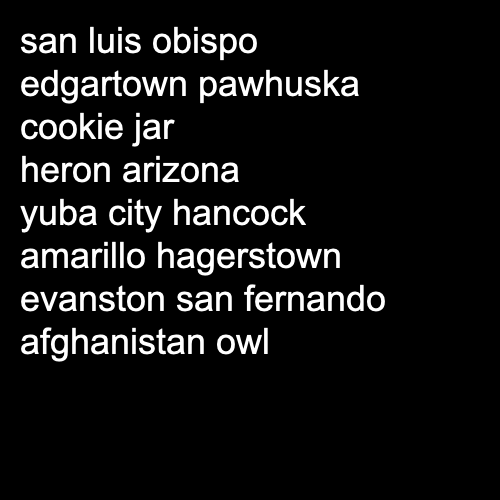 san luis obispo
edgartown pawhuska
cookie jar
heron arizona
yuba city hancock
amarillo hagerstown
evanston san fernando
afghanistan owl